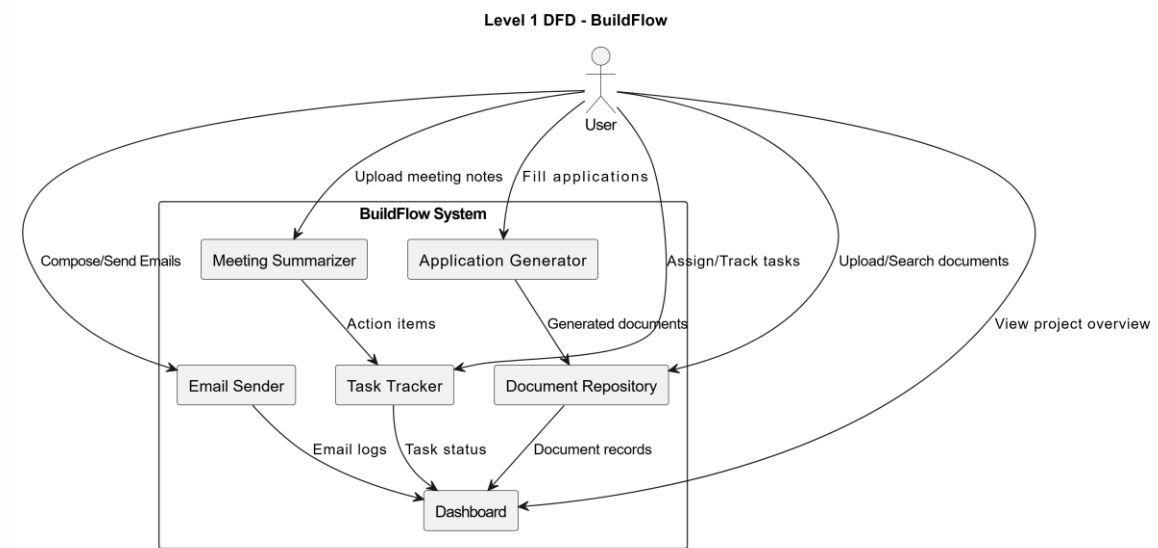 Level 1 DFD - BuildFlow
User
Upload meeting notes
Fill applications
BuildFlow System
Compose/Send Emails
Meeting Summarizer
Application Generator
Assign/Track tasks
Upload/Search documents
Action items
Generated documents
View project overview
Email Sender
Task Tracker
Document Repository
Email logs
Task status
Document records
Dashboard